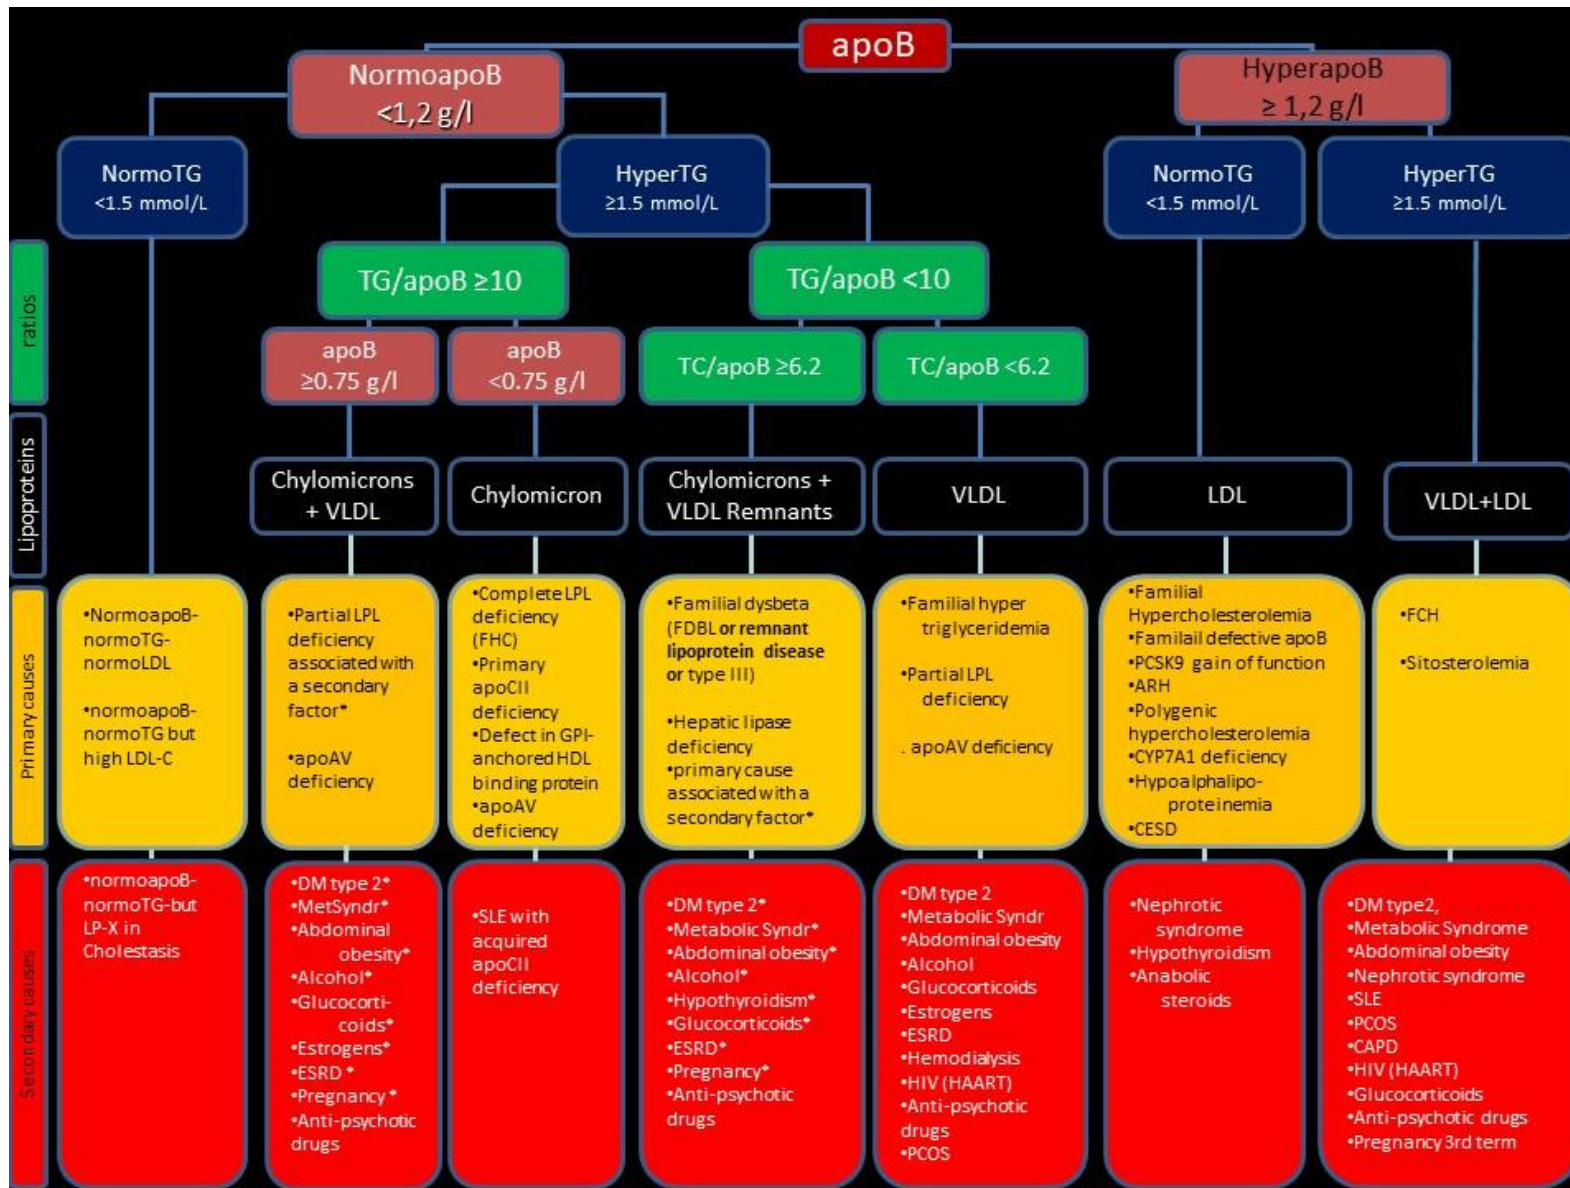 apoB
NormoapoB
<1,2 g/l
HyperapoB
≥ 1,2 g/l
NormoTG
<1.5 mmol/L
HyperTG
≥1.5 mmol/L
NormoTG
<1.5 mmol/L
HyperTG
≥1.5 mmol/L
ratios
TG/apoB ≥10
TG/apoB <10
apoB
≥0.75 g/l
apoB
<0.75 g/l
TC/apoB ≥6.2
TC/apoB <6.2
Lipoproteins
Chylomicrons
+ VLDL
Chylomicron
Chylomicrons +
VLDL Remnants
VLDL
LDL
VLDL+LDL
Primary causes
•NormoapoB-
normoTG-
normoLDL
•normoapoB-
normoTG but
high LDL-C
•Partial LPL
deficiency
associated with
a secondary
factor*
•apoAV
deficiency
•Complete LPL
deficiency
(FHC)
•Primary
apoCII
deficiency
•Defect in GPI-
anchored HDL
binding protein
•apoAV
deficiency
•Familial dysbeta
(FDBL or remnant
lipoprotein disease
or type III)
•Hepatic lipase
deficiency
•primary cause
associated with a
secondary factor*
•Familial hyper
triglyceridemia
•Partial LPL
deficiency
. apoAV deficiency
•Familial
Hypercholesterolemia
•Familail defective apoB
•PCSK9 gain of function
•ARH
•Polygenic
hypercholesterolemia
•CYP7A1 deficiency
•Hypoalphalipo-
proteinemia
•CESD
•FCH
•Sitosterolemia
Secondary causes
•normoapoB-
normoTG-but
LP-X in
Cholestasis
•DM type 2*
•MetSyndr*
•Abdominal
obesity*
•Alcohol*
•Glucocorti-
coids*
•Estrogens*
•ESRD *
•Pregnancy *
•Anti-psychotic
drugs
•SLE with
acquired
apoCII
deficiency
•DM type 2*
•Metabolic Syndr*
•Abdominal obesity*
•Alcohol*
•Hypothyroidism*
•Glucocorticoids*
•ESRD*
•Pregnancy*
•Anti-psychotic
drugs
•DM type 2
•Metabolic Syndr
•Abdominal obesity
•Alcohol
•Glucocorticoids
•Estrogens
•ESRD
•Hemodialysis
•HIV (HAART)
•Anti-psychotic
drugs
•PCOS
•Nephrotic
syndrome
•Hypothyroidism
•Anabolic
steroids
•DM type2,
•Metabolic Syndrome
•Abdominal obesity
•Nephrotic syndrome
•SLE
•PCOS
•CAPD
•HIV (HAART)
•Glucocorticoids
•Anti-psychotic drugs
•Pregnancy 3rd term